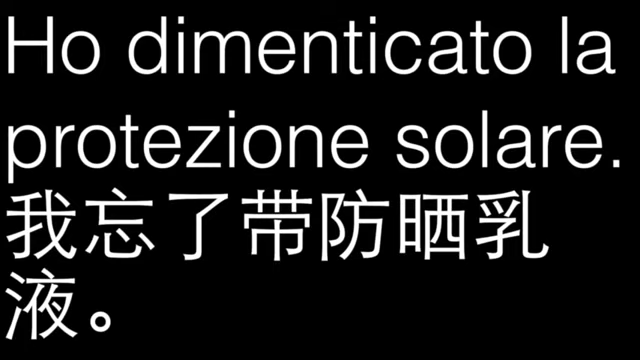 Ho dimenticato la
protezione solare.
我忘了带防晒乳
液。